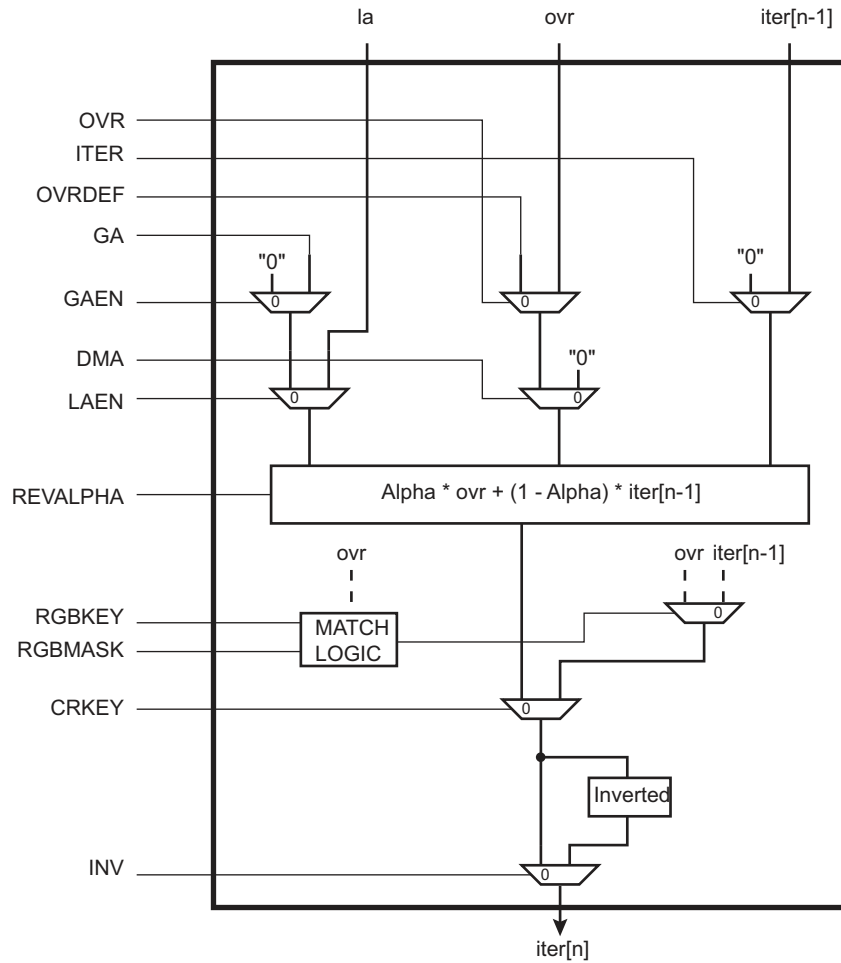 la ovr iter[n-1]
OVR
ITER
OVRDEF
GA
"0" "0"
GAEN 0 0 0
DMA "0"
LAEN 0 0
REVALPHA Alpha * ovr + (1 - Alpha) * iter[n-1]
ovr ovr iter[n-1]
RGBKEY MATCH 0
RGBMASK LOGIC
CRKEY 0
Inverted
INV 0
iter[n]